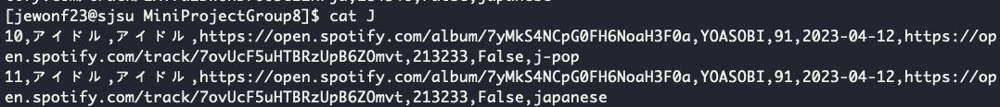 [jewonf23@sjsu MiniProjectGroup8]$ cat J
10,アイドル,アイドル,https://open.spotify.com/album/7yMkS4NCpG0FH6NoaH3F0a,YOASOBI,91,2023-04-12,https://op
en.spotify.com/track/7ovUcF5uHTBRzUpB6ZOmvt,213233,False,j-pop
11,アイドル,アイドル,https://open.spotify.com/album/7yMkS4NCpG0FH6NoaH3F0a,YOASOBI,91,2023-04-12,https://op
en.spotify.com/track/7ovUcF5uHTBRzUpB6ZOmvt,213233,False,japanese